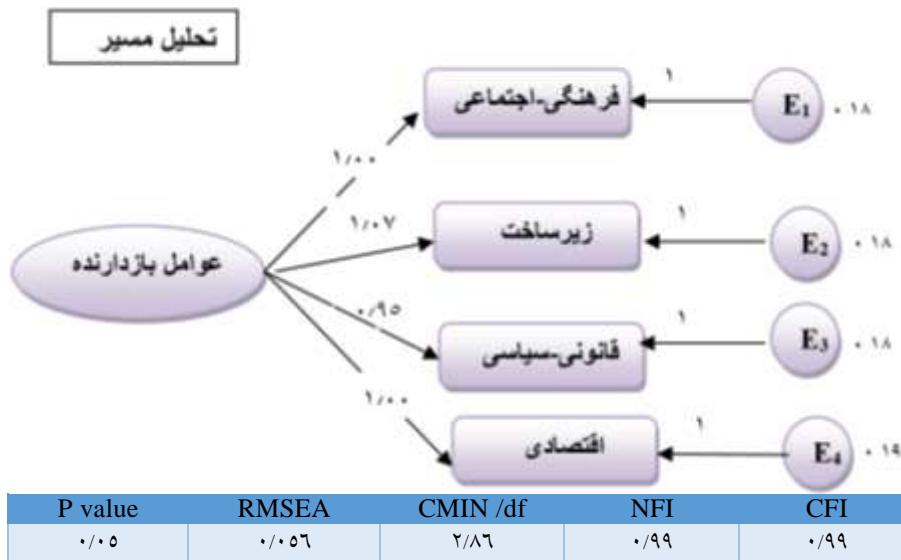 تحلیل مسیر
فرهنگی-اجتماعی
۱
E₁
۰.۱۸
۱/۰۰
زیرساخت
۱
E₂
۰.۱۸
۱/۰۷
عوامل بازدارنده
قانونی-سیاسی
۱
E₃
۰.۱۸
۰/۹۵
اقتصادی
۱
E₄
۰.۱۹
۱/۰۰
P value RMSEA CMIN /df NFI CFI
۰/۰۵ ۰/۰۵٦ ۲/۸٦ ۰/۹۹ ۰/۹۹